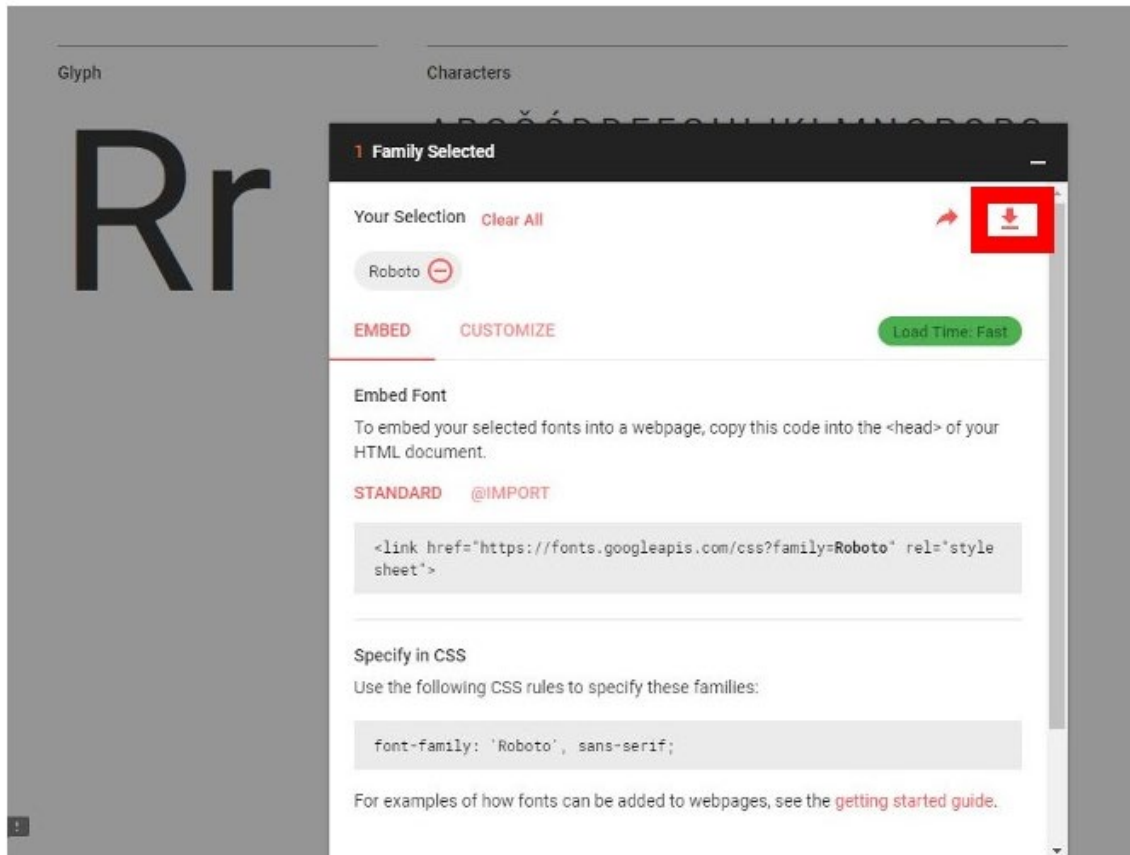 Glyph
Characters
Rr
1 Family Selected
Your Selection Clear All
Roboto
EMBED CUSTOMIZE
Load Time: Fast
Embed Font
To embed your selected fonts into a webpage, copy this code into the <head> of your
HTML document.
STANDARD @IMPORT
<link href="https://fonts.googleapis.com/css?family=Roboto" rel="style
sheet">
Specify in CSS
Use the following CSS rules to specify these families:
font-family: 'Roboto', sans-serif;
For examples of how fonts can be added to webpages, see the getting started guide.